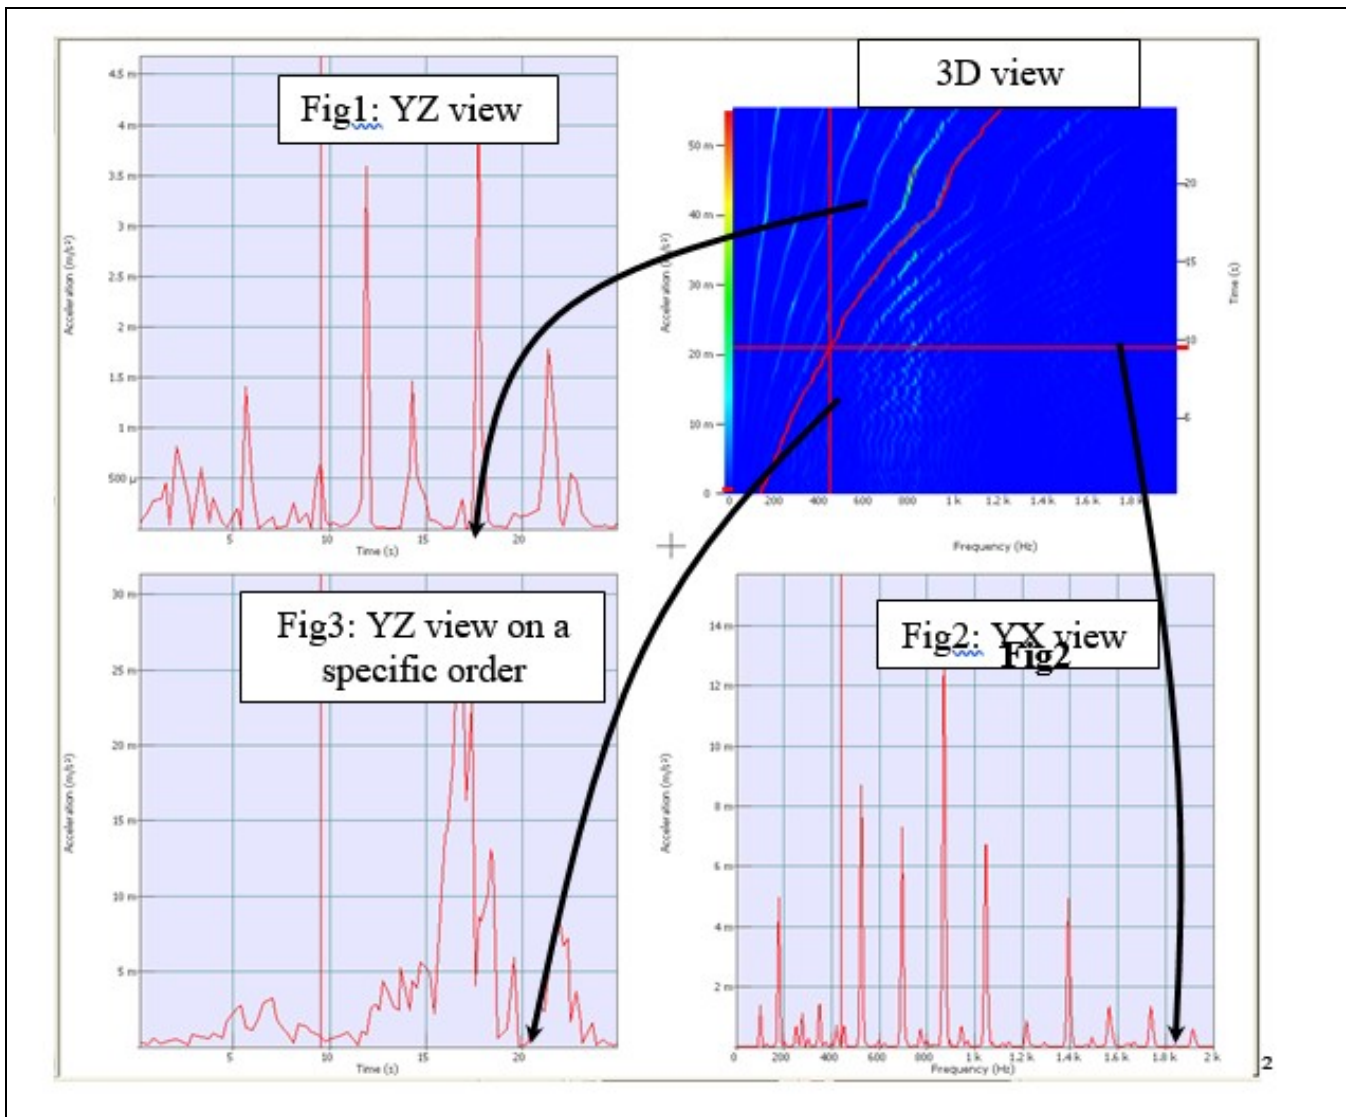 Fig1: YZ view
4.5 m
4 m
3.5 m
3 m
2.5 m
2 m
1.5 m
1 m
500 µ
Acceleration (m/s²)
5
10
15
20
Time (s)
3D view
50 m
40 m
30 m
20 m
10 m
0
Acceleration (m/s²)
20
15
10
5
Time (s)
0
200
400
600
800
1 k
1.2 k
1.4 k
1.6 k
1.8 k
Frequency (Hz)
Fig3: YZ view on a
specific order
30 m
25 m
20 m
15 m
10 m
5 m
Acceleration (m/s²)
5
10
15
20
Time (s)
Fig2: YX view
Fig2
14 m
12 m
10 m
8 m
6 m
4 m
2 m
Acceleration (m/s²)
0
200
400
600
800
1 k
1.2 k
1.4 k
1.6 k
1.8 k
2 k
Frequency (Hz)
2